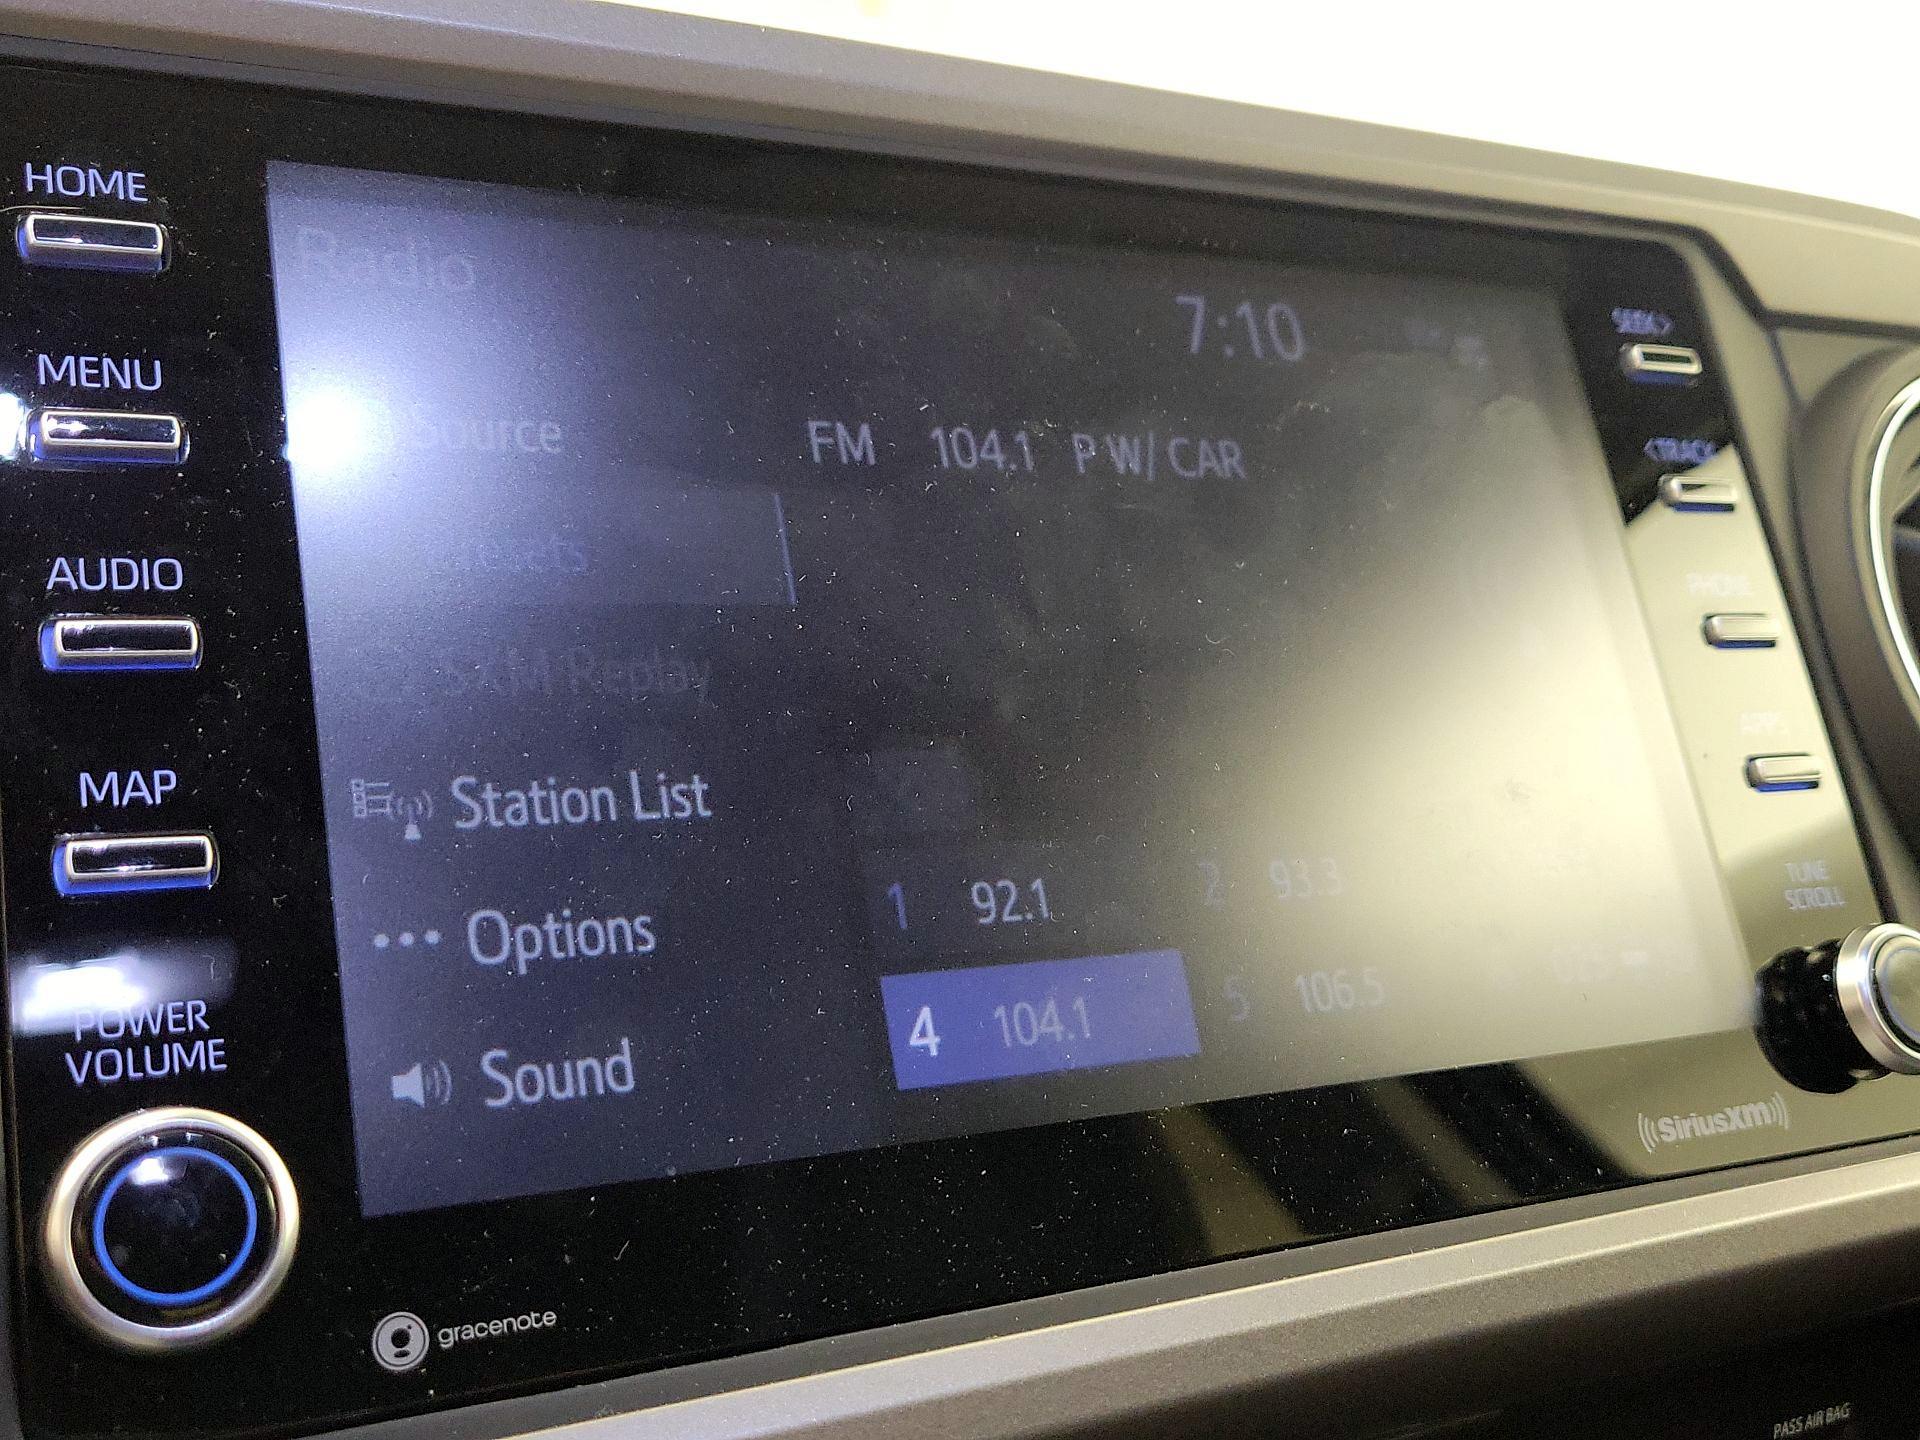 HOME
MENU
AUDIO
MAP
POWER
VOLUME
Radio
7:10
Source
FM 104.1 P W/ CAR
SXM Replay
Station List
Options
Sound
1 92.1
2 93.3
4 104.1
5 106.5
SEEK>
<TRACK
PHONE
APPS
TUNE
SCROLL
((SiriusXM))
gracenote
PASS AIR BAG